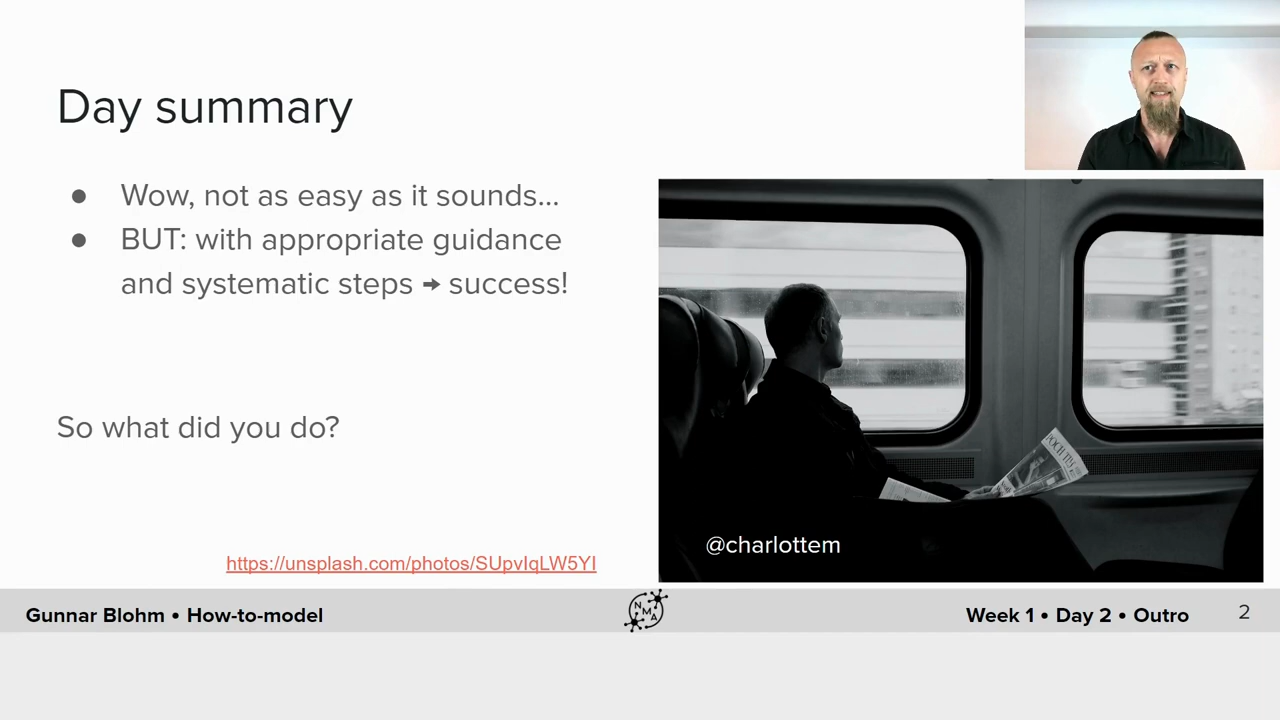 Day summary
● Wow, not as easy as it sounds...
● BUT: with appropriate guidance
and systematic steps → success!
So what did you do?
@charlottem
https://unsplash.com/photos/SUpvIqLW5YI
Gunnar Blohm • How-to-model
NMA
Week 1 • Day 2 • Outro
2